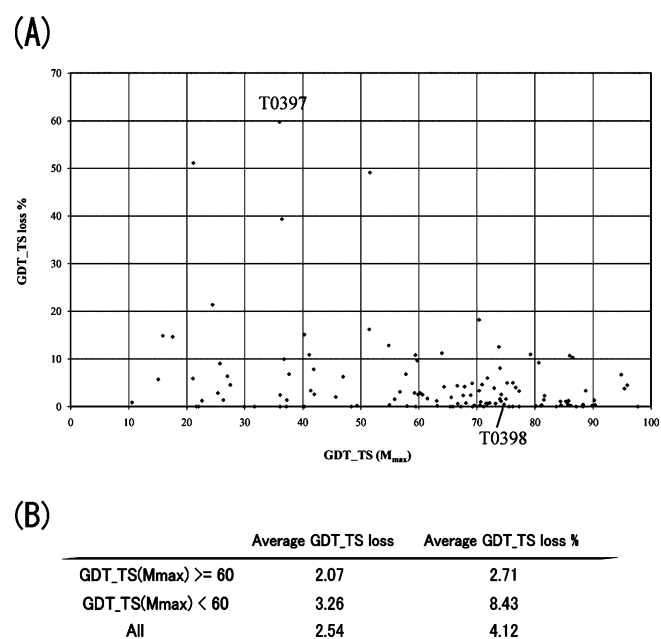 (A)
70
60
50
40
30
20
10
0
GDT_TS loss %
T0397
0 10 20 30 40 50 60 70 80 90 100
T0398
GDT_TS (Mmax)
(B)
Average GDT_TS loss Average GDT_TS loss %
GDT_TS(Mmax) >= 60 2.07 2.71
GDT_TS(Mmax) < 60 3.26 8.43
All 2.54 4.12